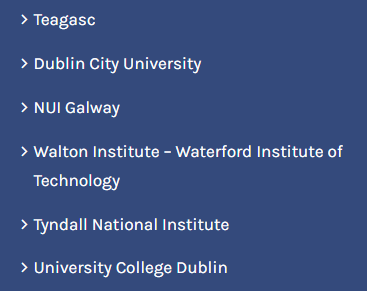 > Teagasc
> Dublin City University
> NUI Galway
> Walton Institute – Waterford Institute of
Technology
> Tyndall National Institute
> University College Dublin